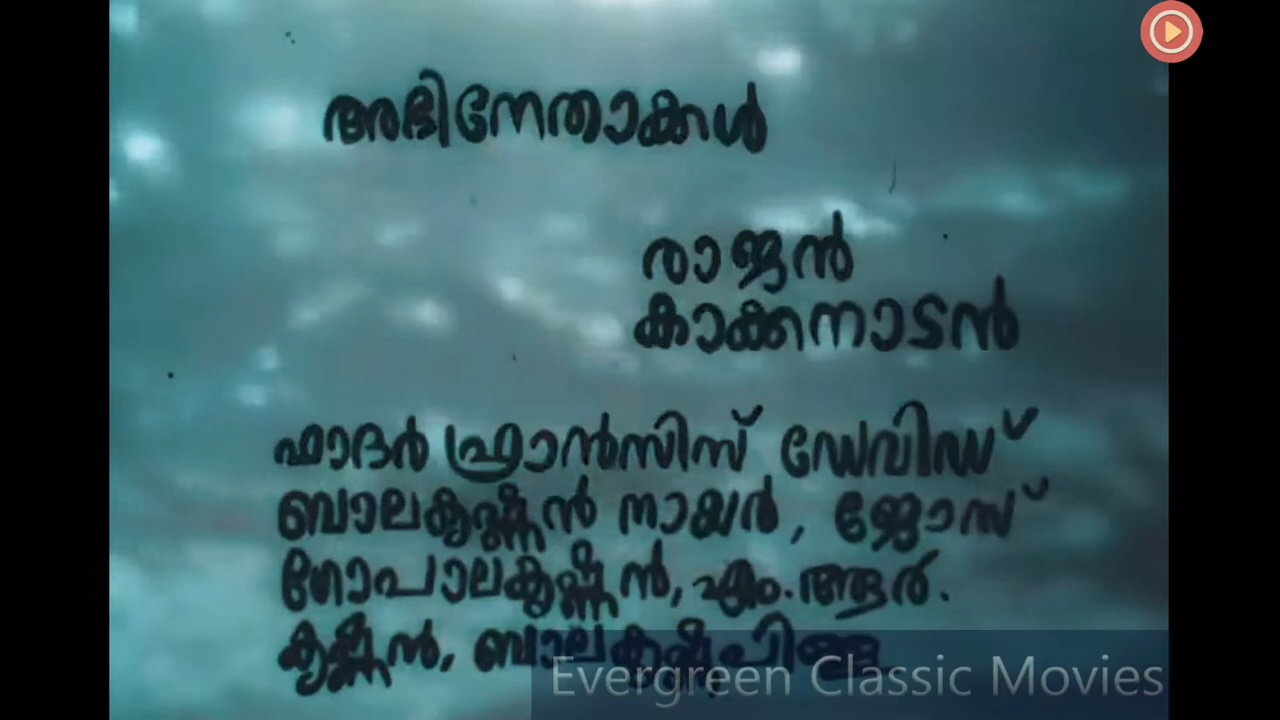 അഭിനേതാക്കൾ
രാജൻ
കാക്കനാടൻ
ഫാദർ ഫ്രാൻസിസ് ഡേവിഡ്
ബാലകൃഷ്ണൻ നായർ, ജോസ്
ഗോപാലകൃഷ്ണൻ, എം.ആർ.
കൃഷ്ണൻ, ബാലകൃഷ്ണപിള്ള
Evergreen Classic Movies